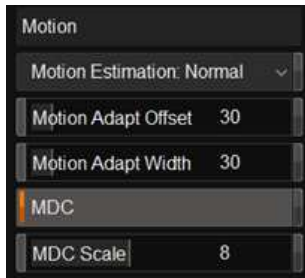 Motion
Motion Estimation: Normal
Motion Adapt Offset 30
Motion Adapt Width 30
MDC
MDC Scale 8